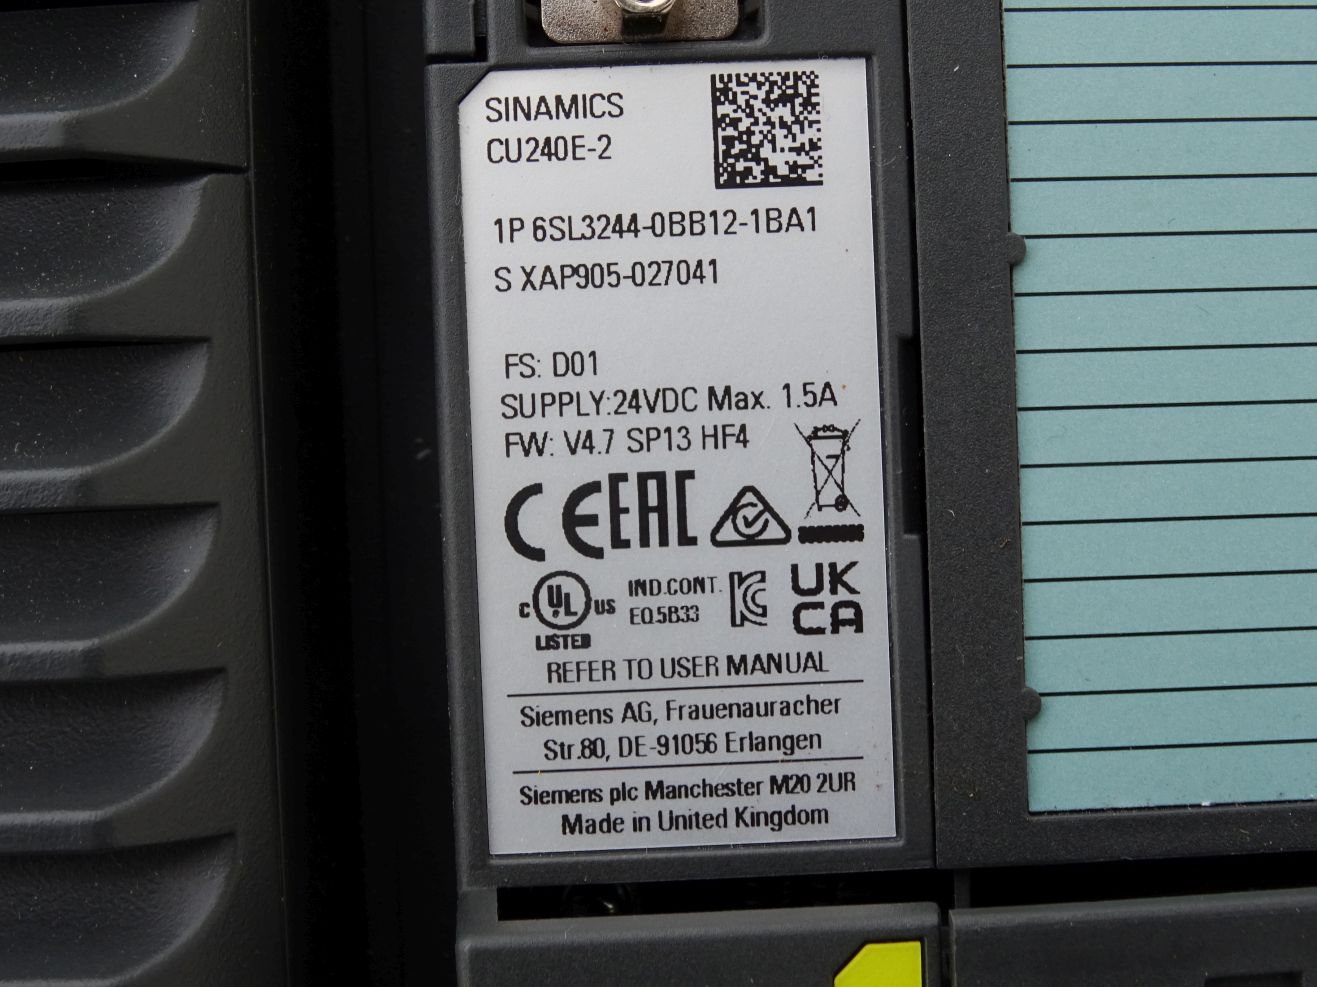 SINAMICS
CU240E-2
1P 6SL3244-0BB12-1BA1
S XAP905-027041
FS: D01
SUPPLY:24VDC Max. 1.5A
FW: V4.7 SP13 HF4
CE EAC
C UL US IND.CONT. UK
LISTED EQ.5B33 CA
REFER TO USER MANUAL
Siemens AG, Frauenauracher
Str.80, DE-91056 Erlangen
Siemens plc Manchester M20 2UR
Made in United Kingdom